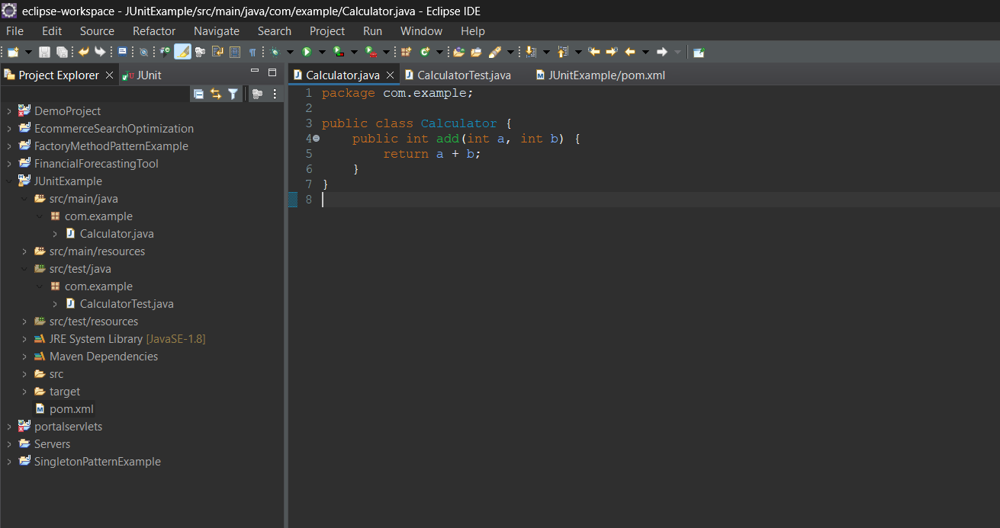 eclipse-workspace - JUnitExample/src/main/java/com/example/Calculator.java - Eclipse IDE
File Edit Source Refactor Navigate Search Project Run Window Help
Project Explorer
JUnit
DemoProject
EcommerceSearchOptimization
FactoryMethodPatternExample
FinancialForecastingTool
JUnitExample
src/main/java
com.example
Calculator.java
src/main/resources
src/test/java
com.example
CalculatorTest.java
src/test/resources
JRE System Library [JavaSE-1.8]
Maven Dependencies
src
target
pom.xml
portalservlets
Servers
SingletonPatternExample
Calculator.java CalculatorTest.java JUnitExample/pom.xml
1 package com.example;
2
3 public class Calculator {
4     public int add(int a, int b) {
5         return a + b;
6     }
7 }
8